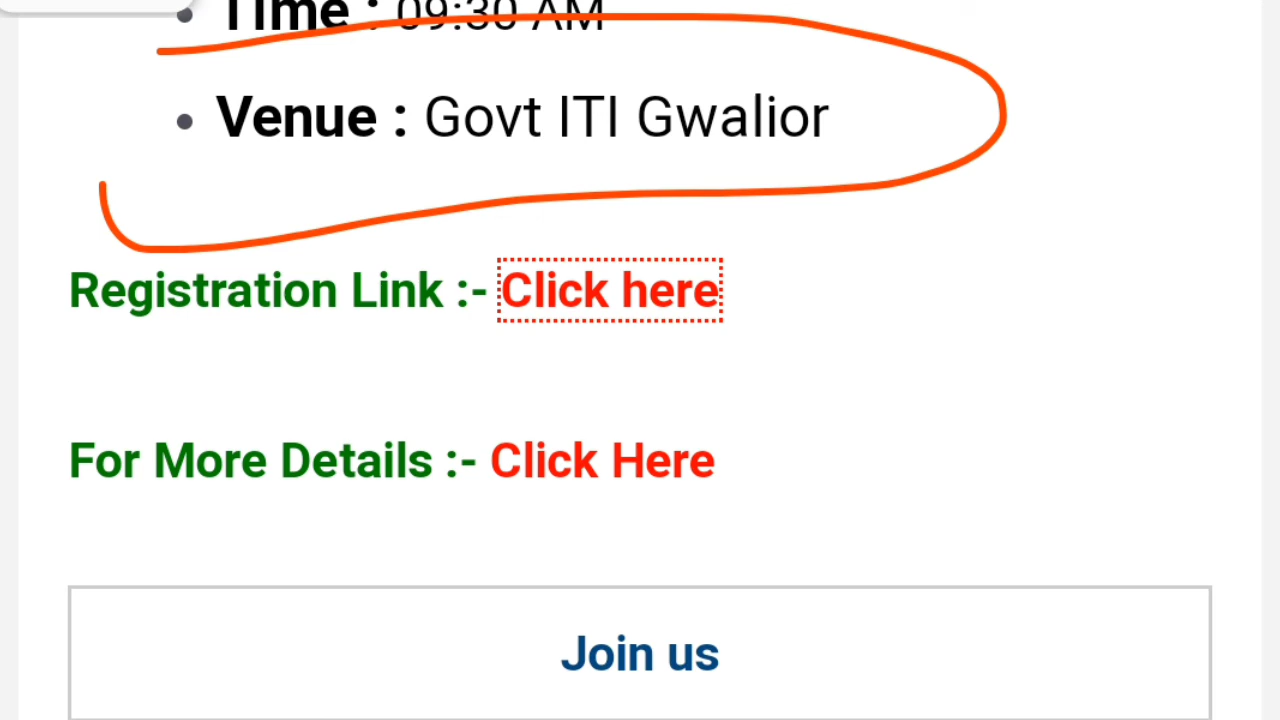 Time : 09:30 AM
Venue : Govt ITI Gwalior
Registration Link :- Click here
For More Details :- Click Here
Join us